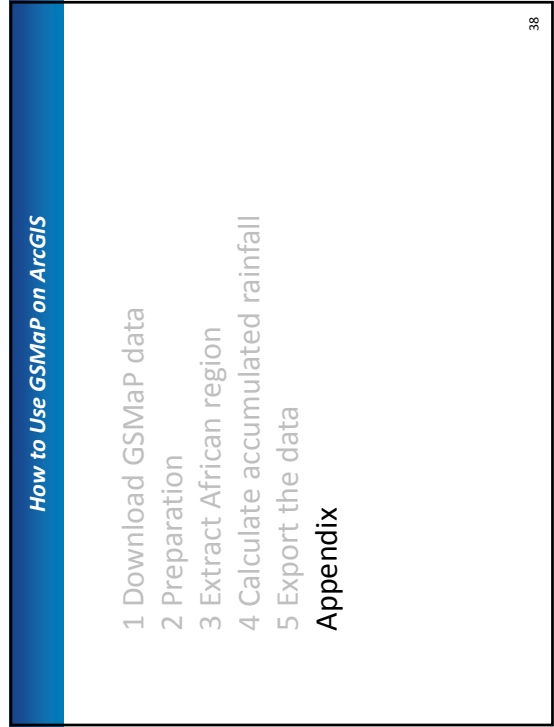 How to Use GSMaP on ArcGIS
1 Download GSMaP data
2 Preparation
3 Extract African region
4 Calculate accumulated rainfall
5 Export the data
Appendix
38